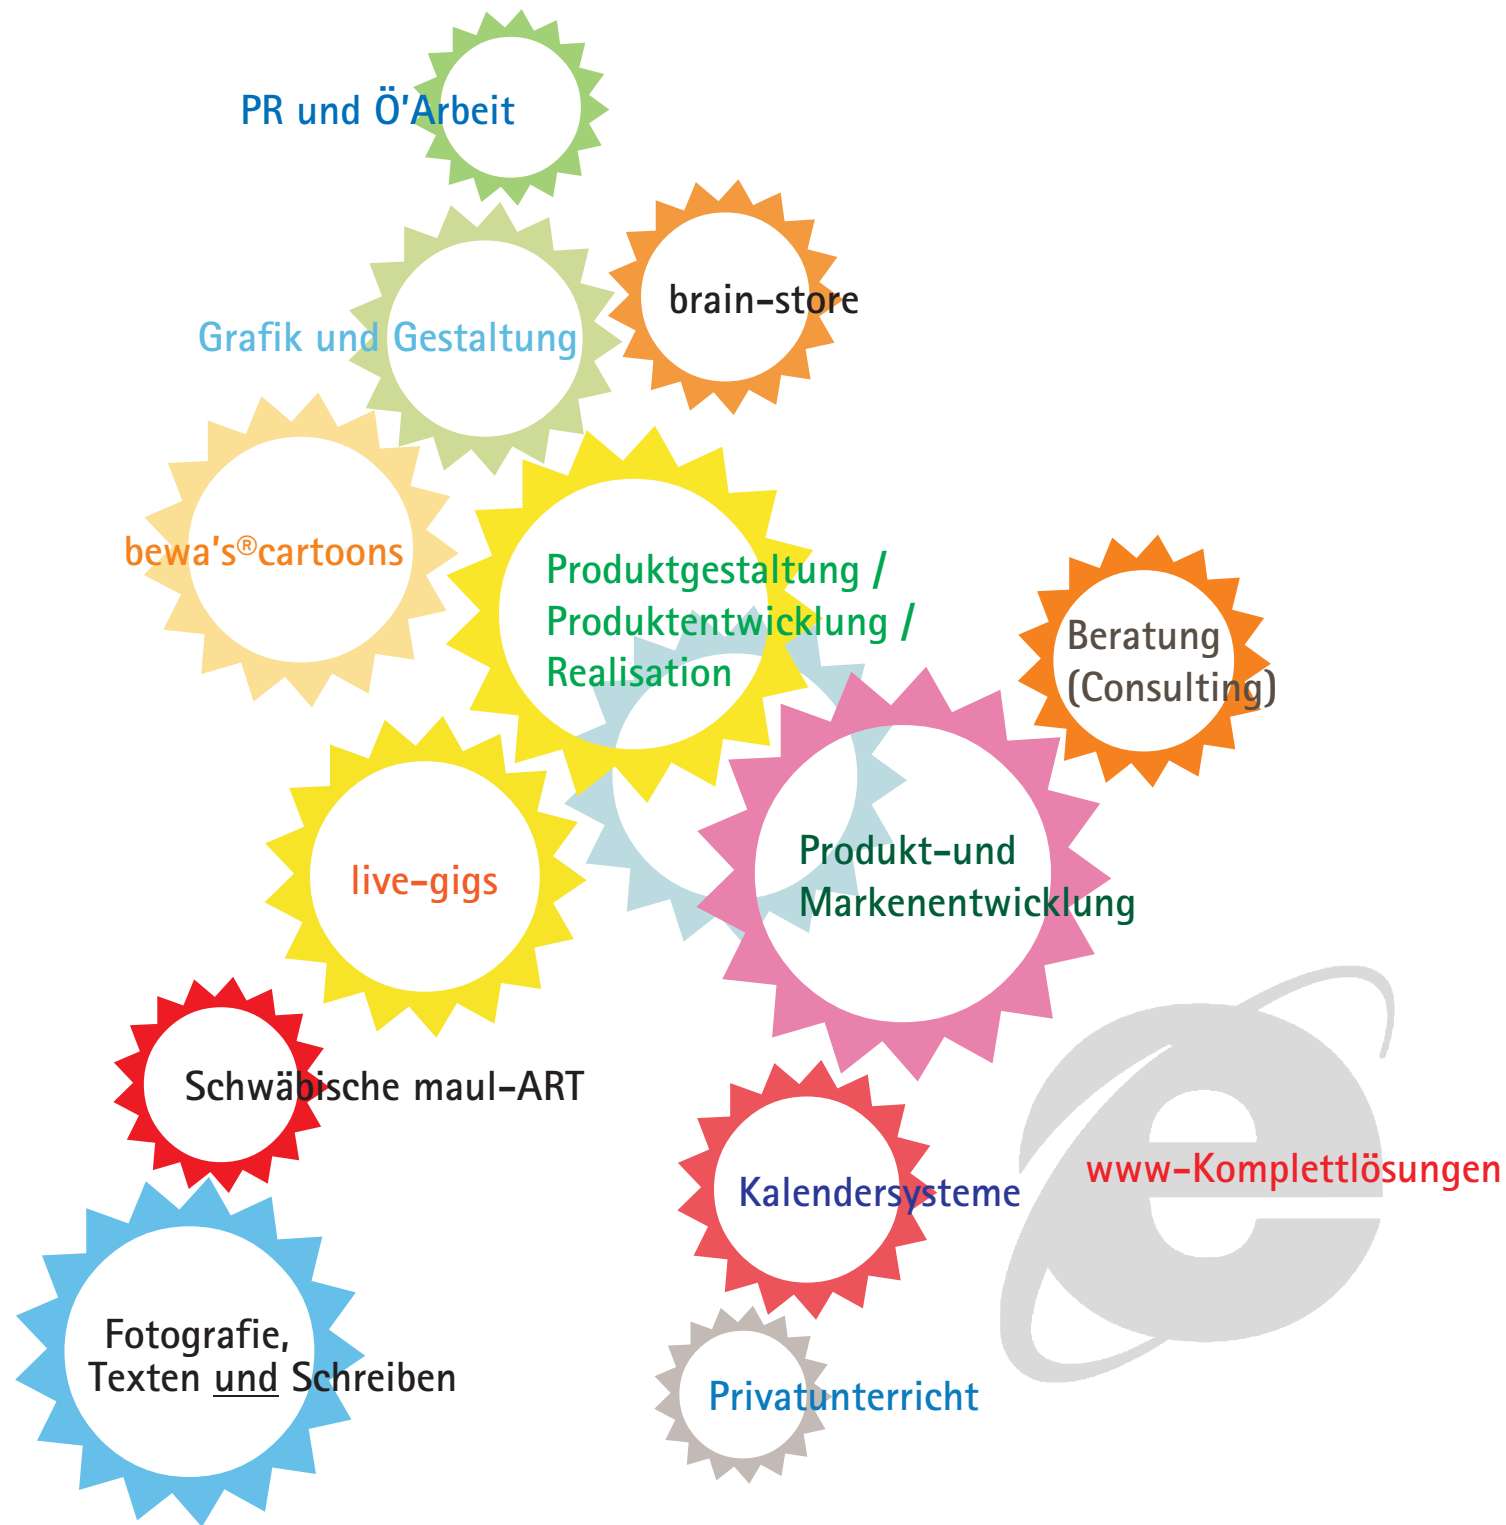 PR und Ö'Arbeit
brain-store
Grafik und Gestaltung
bewa's®cartoons
Produktgestaltung /
Produktentwicklung /
Realisation
Beratung
(Consulting)
live-gigs
Produkt-und
Markenentwicklung
Schwäbische maul-ART
www-Komplettlösungen
Kalendersysteme
Fotografie,
Texten und Schreiben
Privatunterricht